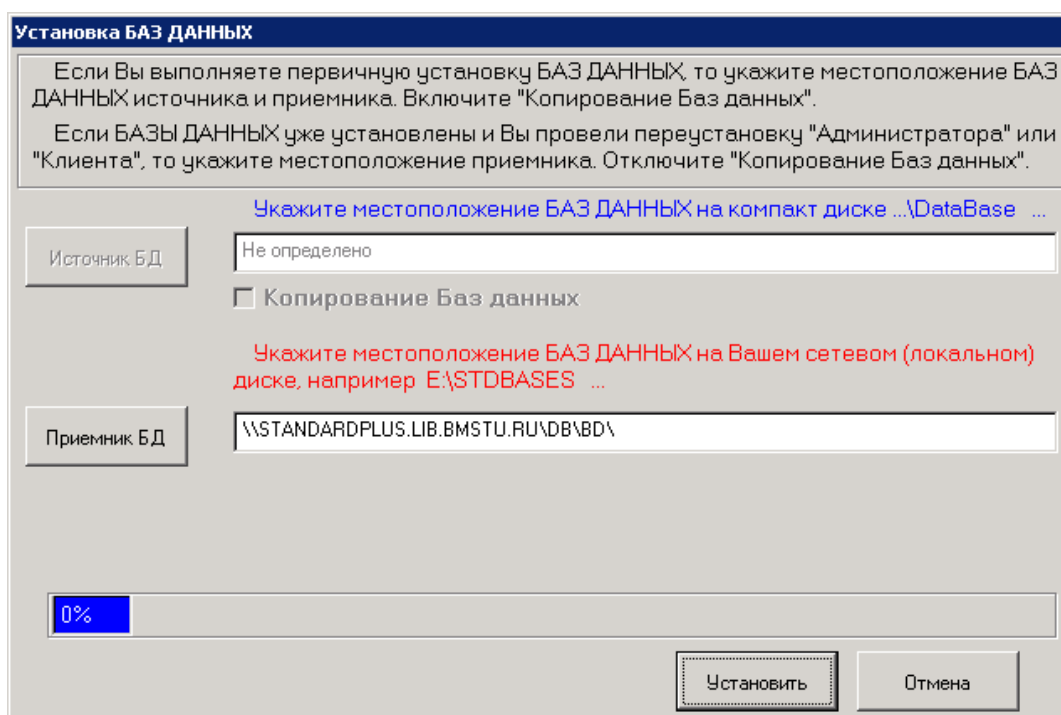 Установка БАЗ ДАННЫХ
Если Вы выполняете первичную установку БАЗ ДАННЫХ, то укажите местоположение БАЗ
ДАННЫХ источника и приемника. Включите "Копирование Баз данных".
Если БАЗЫ ДАННЫХ уже установлены и Вы провели переустановку "Администратора" или
"Клиента", то укажите местоположение приемника. Отключите "Копирование Баз данных".
Укажите местоположение БАЗ ДАННЫХ на компакт диске ...\DataBase ...
Источник БД
Не определено
Копирование Баз данных
Укажите местоположение БАЗ ДАННЫХ на Вашем сетевом (локальном)
диске, например E:\STDBASES ...
Приемник БД
\\STANDARDPLUS.LIB.BMSTU.RU\DB\BD\
0%
Установить
Отмена